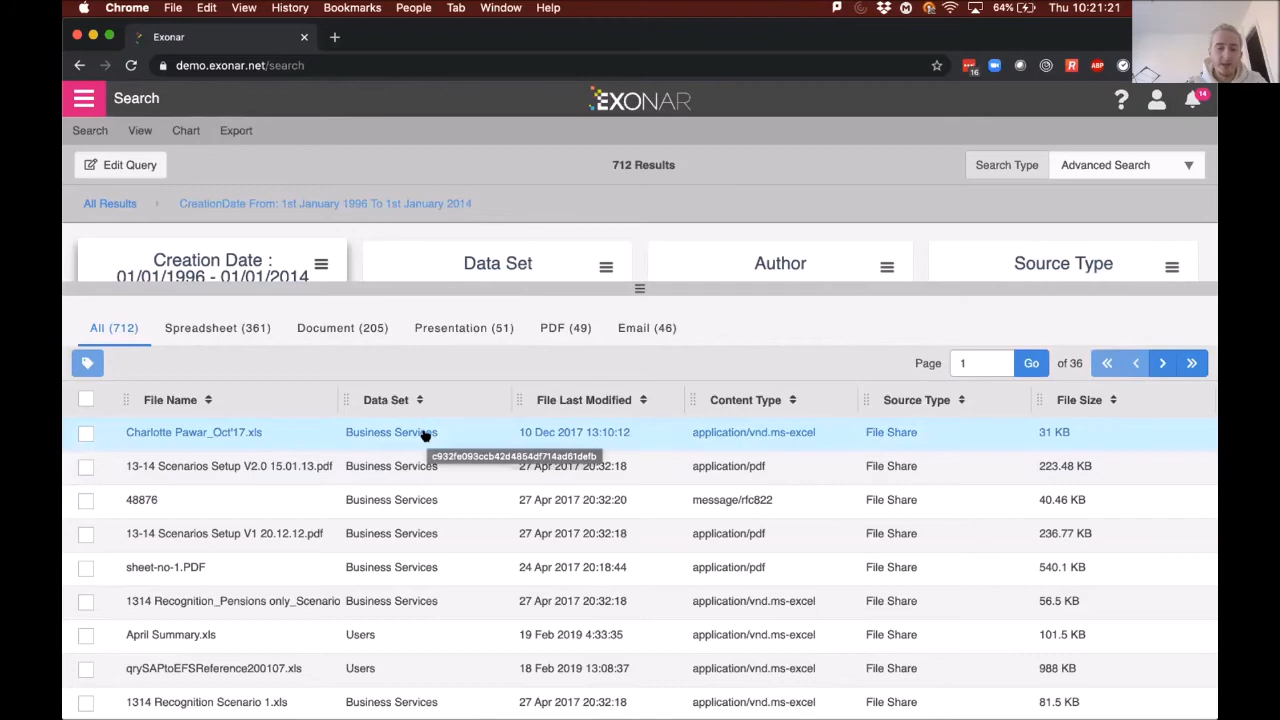 Chrome File Edit View History Bookmarks People Tab Window Help 64% Thu 10:21:21
Exonar
demo.exonar.net/search 16 ABP
Search EXONAR 14
Search View Chart Export
Edit Query 712 Results Search Type Advanced Search
All Results CreationDate From: 1st January 1996 To 1st January 2014
Creation Date : Data Set Author Source Type
01/01/1996 - 01/01/2014
All (712) Spreadsheet (361) Document (205) Presentation (51) PDF (49) Email (46)
Page 1 Go of 36
File Name Data Set File Last Modified Content Type Source Type File Size
Charlotte Pawar_Oct'17.xls Business Services 10 Dec 2017 13:10:12 application/vnd.ms-excel File Share 31 KB
c932fe093ccb42d4854df714ad61defb
13-14 Scenarios Setup V2.0 15.01.13.pdf Business Services 27 Apr 2017 20:32:18 application/pdf File Share 223.48 KB
48876 Business Services 27 Apr 2017 20:32:20 message/rfc822 File Share 40.46 KB
13-14 Scenarios Setup V1 20.12.12.pdf Business Services 27 Apr 2017 20:32:18 application/pdf File Share 236.77 KB
sheet-no-1.PDF Business Services 24 Apr 2017 20:18:44 application/pdf File Share 540.1 KB
1314 Recognition_Pensions only_Scenario Business Services 27 Apr 2017 20:32:18 application/vnd.ms-excel File Share 56.5 KB
April Summary.xls Users 19 Feb 2019 4:33:35 application/vnd.ms-excel File Share 101.5 KB
qrySAPtoEFSReference200107.xls Users 18 Feb 2019 13:08:37 application/vnd.ms-excel File Share 988 KB
1314 Recognition Scenario 1.xls Business Services 27 Apr 2017 20:32:18 application/vnd.ms-excel File Share 81.5 KB